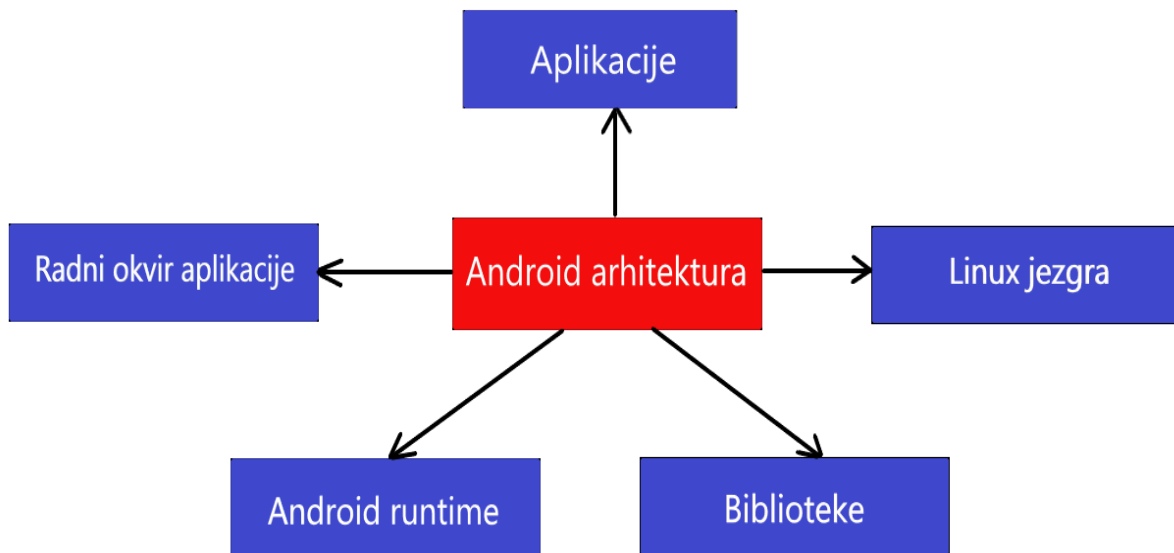 Aplikacije
Radni okvir aplikacije
Android arhitektura
Linux jezgra
Android runtime
Biblioteke